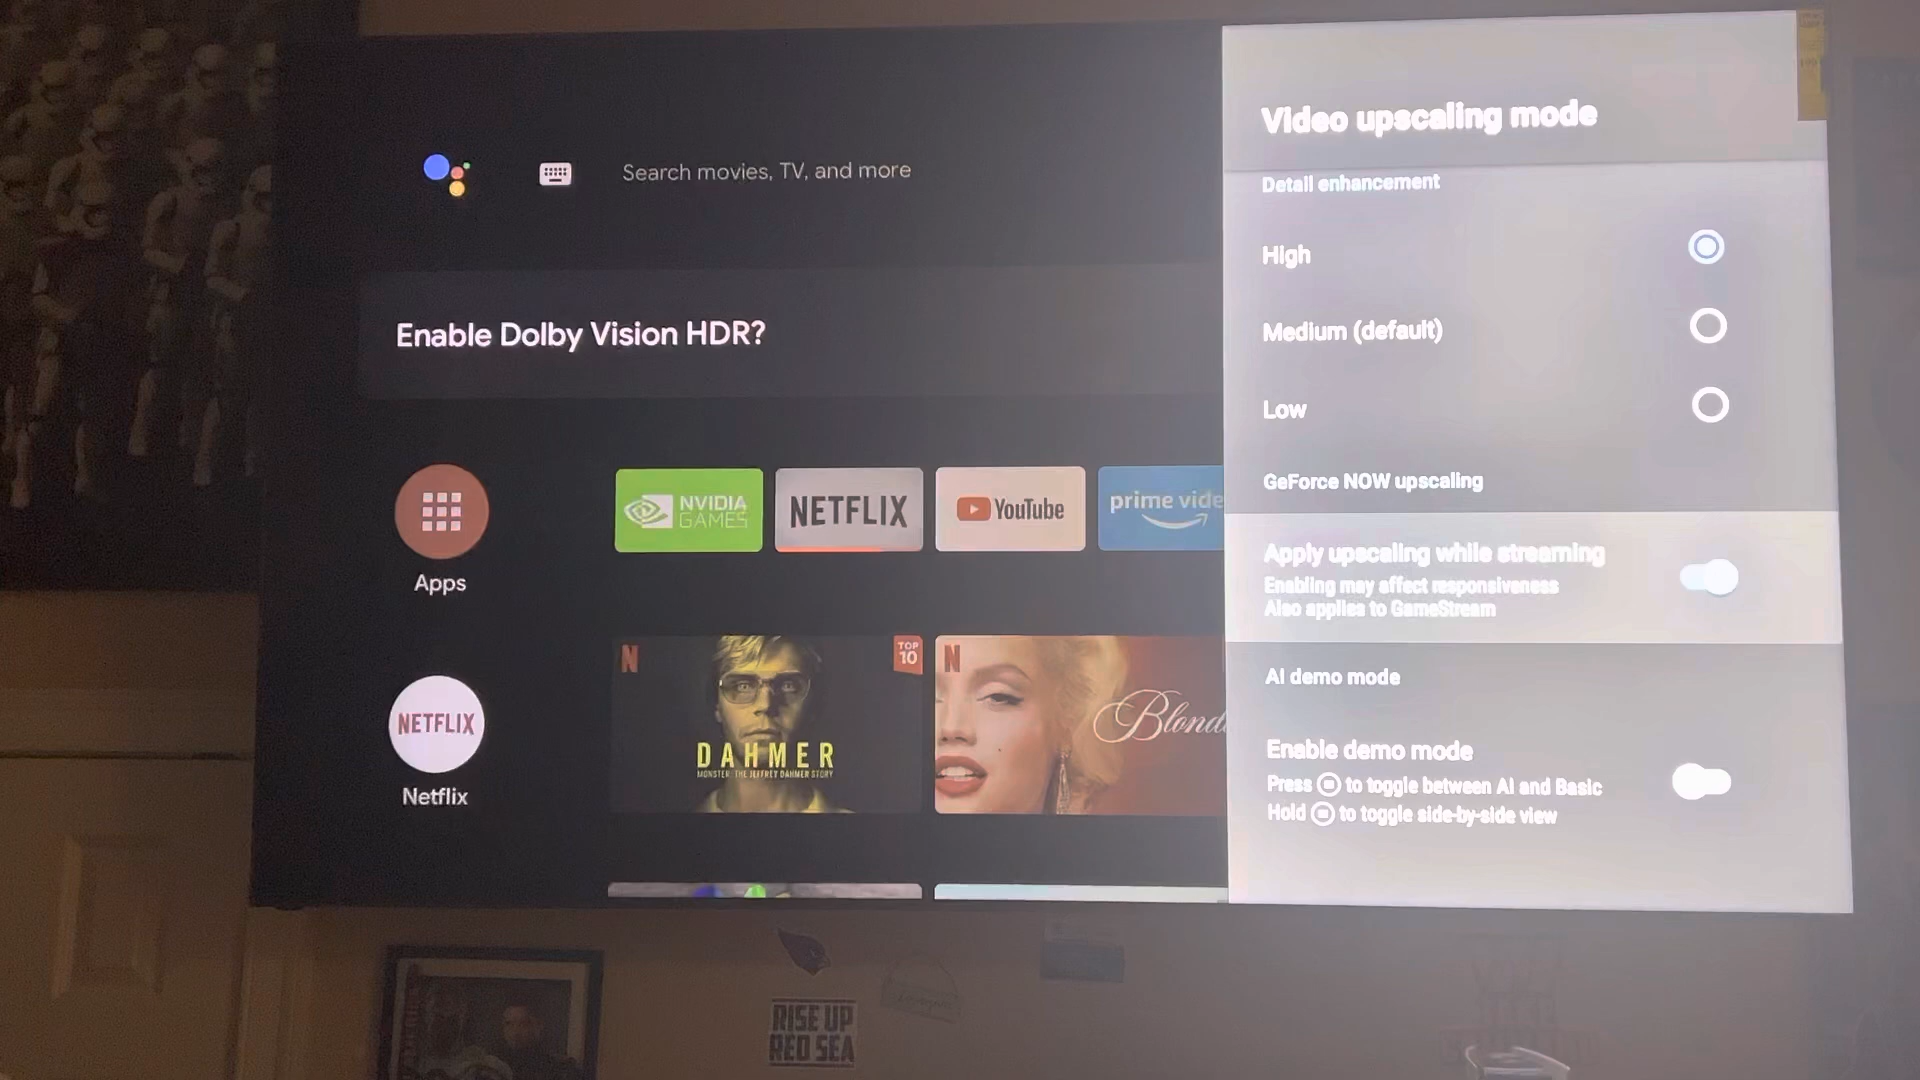 Search movies, TV, and more
Enable Dolby Vision HDR?
Apps
NVIDIA
GAMES
NETFLIX
YouTube
prime vide
NETFLIX
Netflix
N
TOP
10
DAHMER
MONSTER: THE JEFFREY DAHMER STORY
N
Blond
Video upscaling mode
Detail enhancement
High
Medium (default)
Low
GeForce NOW upscaling
Apply upscaling while streaming
Enabling may affect responsiveness
Also applies to GameStream
AI demo mode
Enable demo mode
Press to toggle between AI and Basic
Hold to toggle side-by-side view
RISE UP
RED SEA